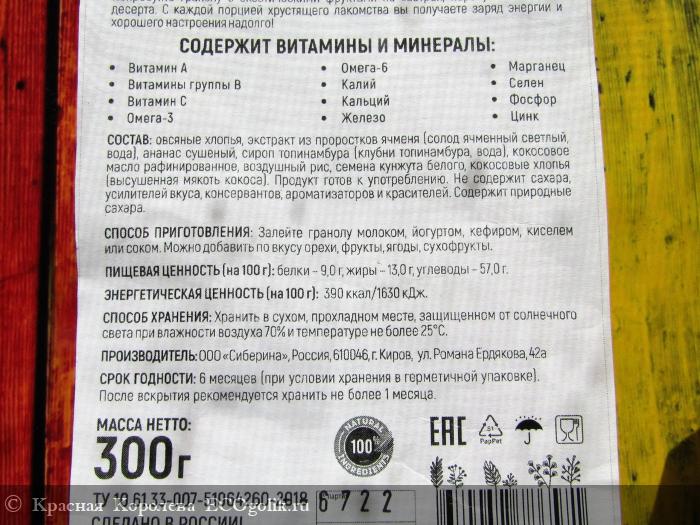 десерта. С каждой порцией хрустящего лакомства вы получаете заряд энергии и
хорошего настроения надолго!
СОДЕРЖИТ ВИТАМИНЫ И МИНЕРАЛЫ:
• Витамин А
• Витамины группы В
• Витамин С
• Омега-3
• Омега-6
• Калий
• Кальций
• Железо
• Марганец
• Селен
• Фосфор
• Цинк
СОСТАВ: овсяные хлопья, экстракт из проростков ячменя (солод ячменный светлый,
вода), ананас сушеный, сироп топинамбура (клубни топинамбура, вода), кокосовое
масло рафинированное, воздушный рис, семена кунжута белого, кокосовые хлопья
(высушенная мякоть кокоса). Продукт готов к употреблению. Не содержит сахара,
усилителей вкуса, консервантов, ароматизаторов и красителей. Содержит природные
сахара.
СПОСОБ ПРИГОТОВЛЕНИЯ: Залейте гранолу молоком, йогуртом, кефиром, киселем
или соком. Можно добавить по вкусу орехи, фрукты, ягоды, сухофрукты.
ПИЩЕВАЯ ЦЕННОСТЬ (на 100 г): белки – 9,0 г, жиры – 13,0 г, углеводы – 57,0 г.
ЭНЕРГЕТИЧЕСКАЯ ЦЕННОСТЬ (на 100 г): 390 ккал/1630 кДж.
СПОСОБ ХРАНЕНИЯ: Хранить в сухом, прохладном месте, защищенном от солнечного
света при влажности воздуха 70% и температуре не более 25°С.
ПРОИЗВОДИТЕЛЬ: ООО «Сиберина», Россия, 610046, г. Киров, ул. Романа Ердякова, 42а
СРОК ГОДНОСТИ: 6 месяцев (при условии хранения в герметичной упаковке).
После вскрытия рекомендуется хранить не более 1 месяца.
МАССА НЕТТО:
300 г
NATURAL
100%
INGREDIENTS
EAC
81
PapPet
ТУ 10.61.33-007-51964260-2018
6722
СДЕЛАНО В РОССИИ!
© Красная Королева ECOgolik.ru